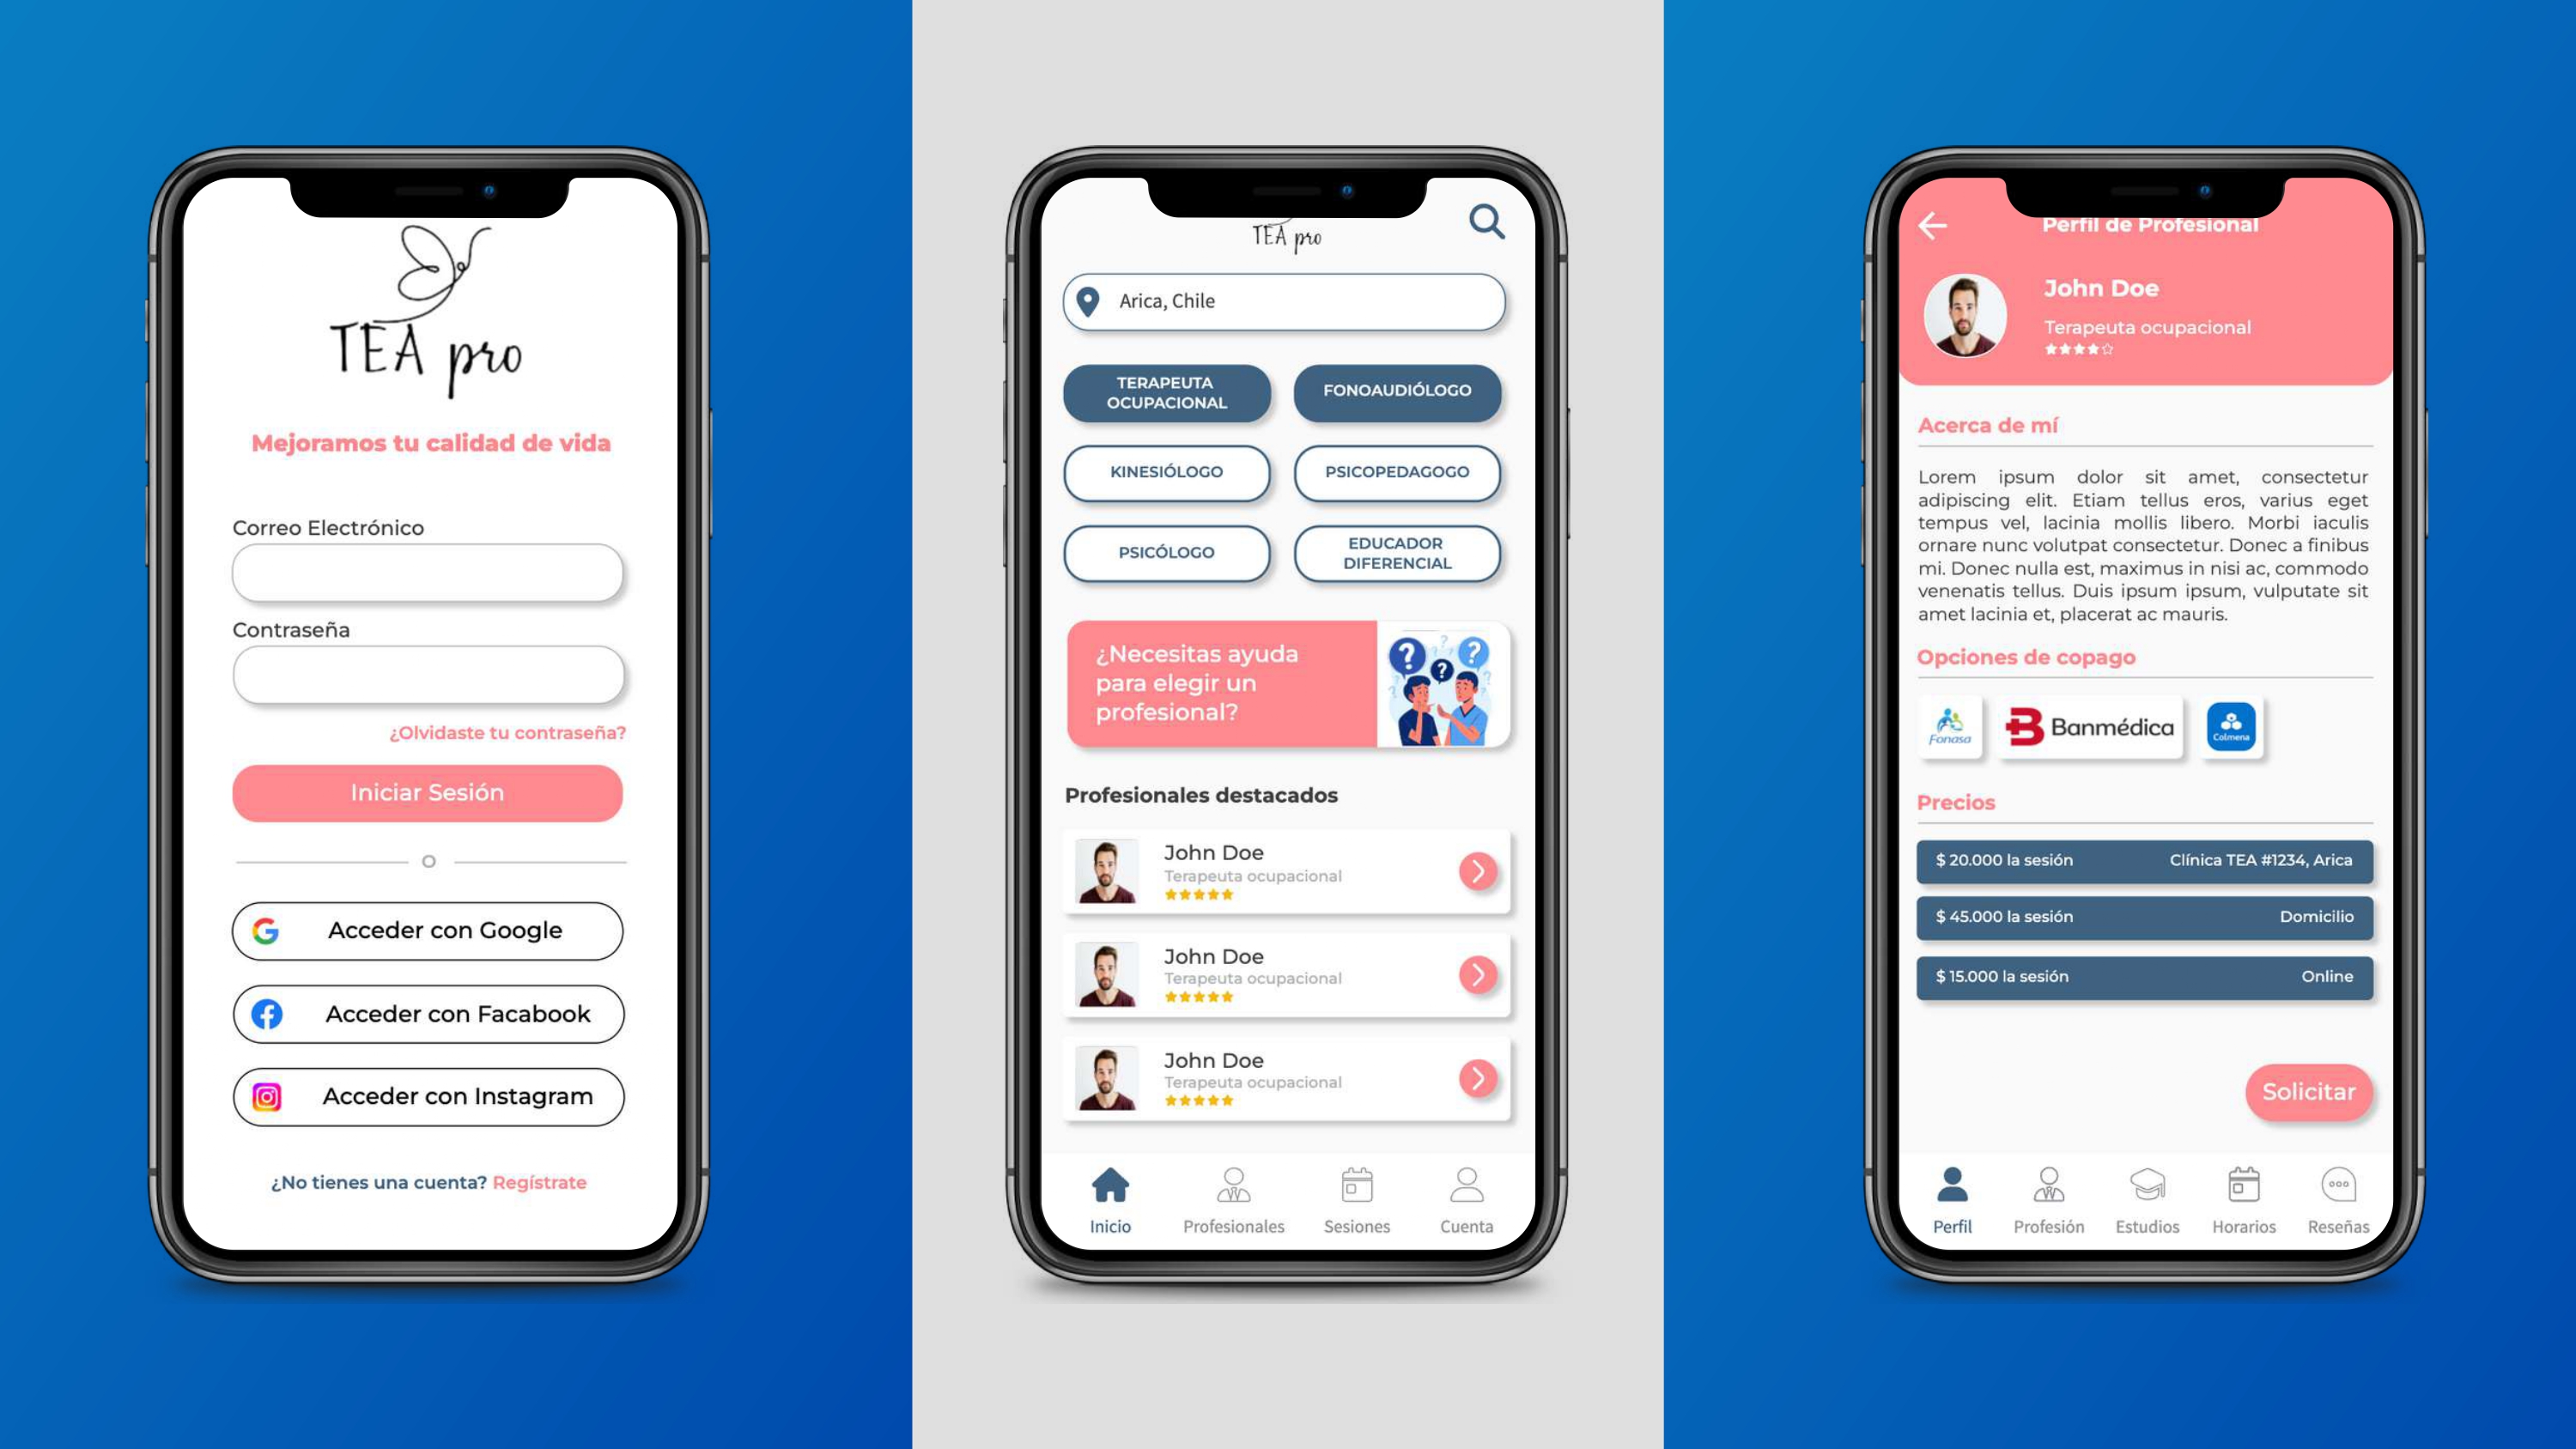 TEA pro
Mejoramos tu calidad de vida
Correo Electrónico
Contraseña
¿Olvidaste tu contraseña?
Iniciar Sesión
O
Acceder con Google
Acceder con Facabook
Acceder con Instagram
¿No tienes una cuenta? Regístrate
TEA pro
Arica, Chile
TERAPEUTA
OCUPACIONAL
FONOAUDIÓLOGO
KINESIÓLOGO
PSICOPEDAGOGO
PSICÓLOGO
EDUCADOR
DIFERENCIAL
¿Necesitas ayuda
para elegir un
profesional?
? ? ? ?
Profesionales destacados
John Doe
Terapeuta ocupacional
John Doe
Terapeuta ocupacional
John Doe
Terapeuta ocupacional
Inicio
Profesionales
Sesiones
Cuenta
Perfil de Profesional
John Doe
Terapeuta ocupacional
Acerca de mí
Lorem ipsum dolor sit amet, consectetur
adipiscing elit. Etiam tellus eros, varius eget
tempus vel, lacinia mollis libero. Morbi iaculis
ornare nunc volutpat consectetur. Donec a finibus
mi. Donec nulla est, maximus in nisi ac, commodo
venenatis tellus. Duis ipsum ipsum, vulputate sit
amet lacinia et, placerat ac mauris.
Opciones de copago
Fonasa
Banmédica
Colmena
Precios
$ 20.000 la sesión Clínica TEA #1234, Arica
$ 45.000 la sesión Domicilio
$ 15.000 la sesión Online
Solicitar
Perfil
Profesión
Estudios
Horarios
Reseñas